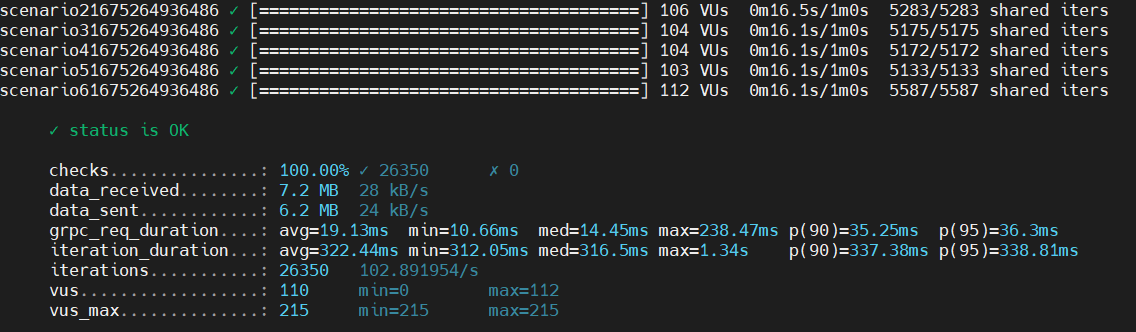 scenario21675264936486 ✓ [======================================] 106 VUs  0m16.5s/1m0s  5283/5283 shared iters
scenario31675264936486 ✓ [======================================] 104 VUs  0m16.1s/1m0s  5175/5175 shared iters
scenario41675264936486 ✓ [======================================] 104 VUs  0m16.1s/1m0s  5172/5172 shared iters
scenario51675264936486 ✓ [======================================] 103 VUs  0m16.1s/1m0s  5133/5133 shared iters
scenario61675264936486 ✓ [======================================] 112 VUs  0m16.1s/1m0s  5587/5587 shared iters
✓ status is OK
checks...............: 100.00% ✓ 26350      ✗ 0
data_received........: 7.2 MB  28 kB/s
data_sent............: 6.2 MB  24 kB/s
grpc_req_duration....: avg=19.13ms  min=10.66ms  med=14.45ms max=238.47ms p(90)=35.25ms  p(95)=36.3ms
iteration_duration...: avg=322.44ms min=312.05ms med=316.5ms max=1.34s    p(90)=337.38ms p(95)=338.81ms
iterations...........: 26350   102.891954/s
vus..................: 110     min=0        max=112
vus_max..............: 215     min=215      max=215